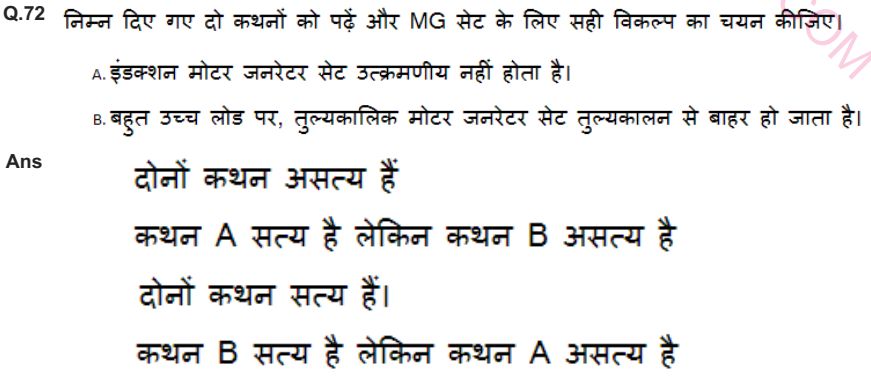 Q.72 निम्न दिए गए दो कथनों को पढ़ें और MG सेट के लिए सही विकल्प का चयन कीजिए।
A. इंडक्शन मोटर जनरेटर सेट उत्क्रमणीय नहीं होता है।
B. बहुत उच्च लोड पर, तुल्यकालिक मोटर जनरेटर सेट तुल्यकालन से बाहर हो जाता है।
Ans
दोनों कथन असत्य हैं
कथन A सत्य है लेकिन कथन B असत्य है
दोनों कथन सत्य हैं।
कथन B सत्य है लेकिन कथन A असत्य है